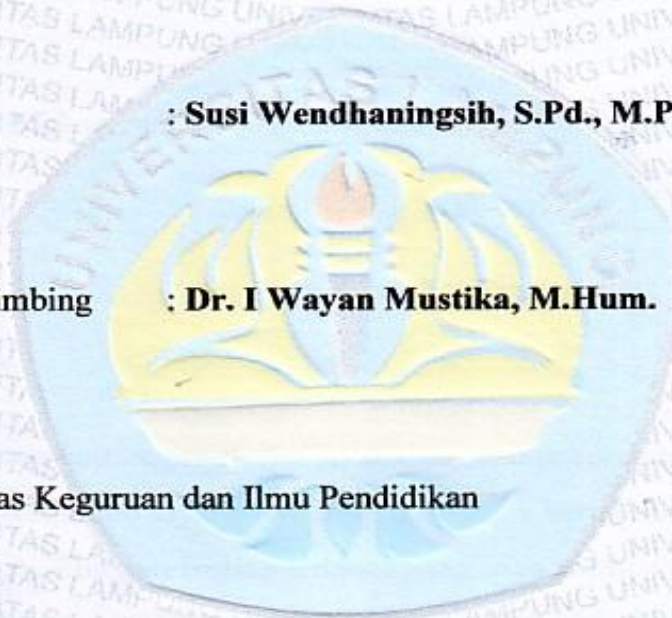 : Susi Wendhaningsih, S.Pd., M.P
mbing : Dr. I Wayan Mustika, M.Hum.
as Keguruan dan Ilmu Pendidikan